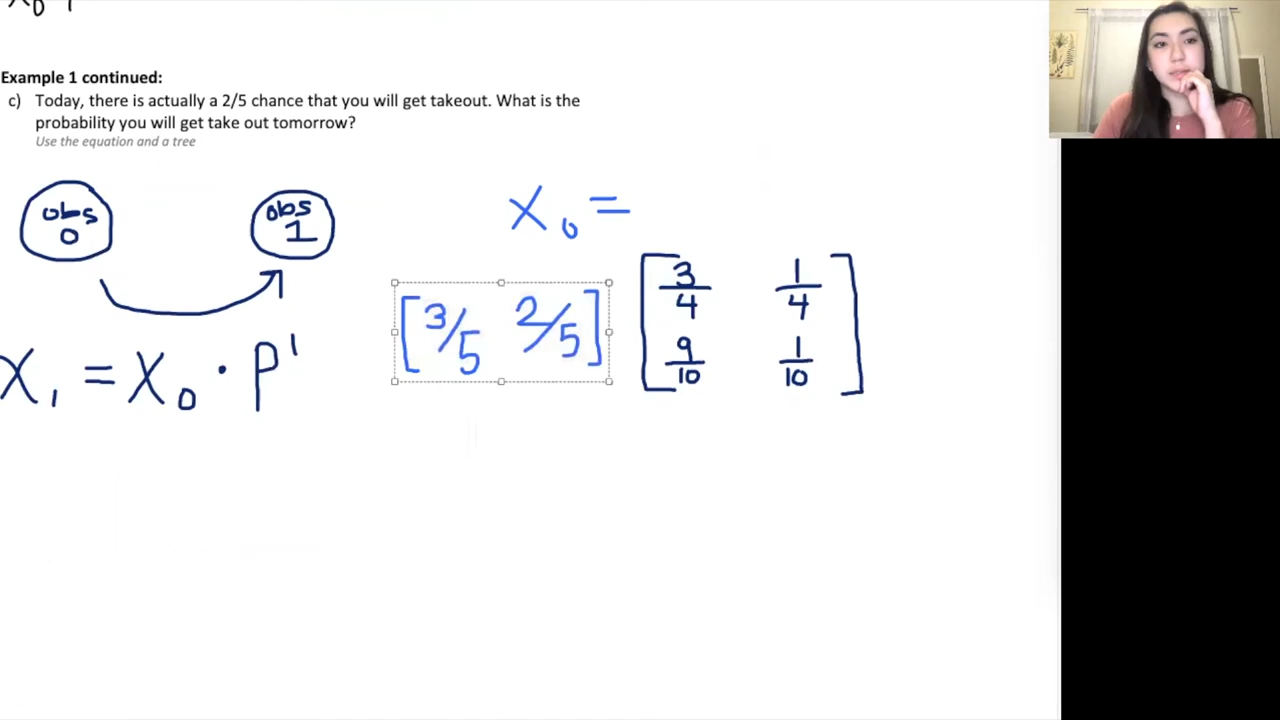 X₀ P
Example 1 continued:
c) Today, there is actually a 2/5 chance that you will get takeout. What is the
probability you will get take out tomorrow?
Use the equation and a tree
obs 0
obs 1
X₀ =
[3/5 2/5] [3/4 1/4
9/10 1/10]
X₁ = X₀ · P¹